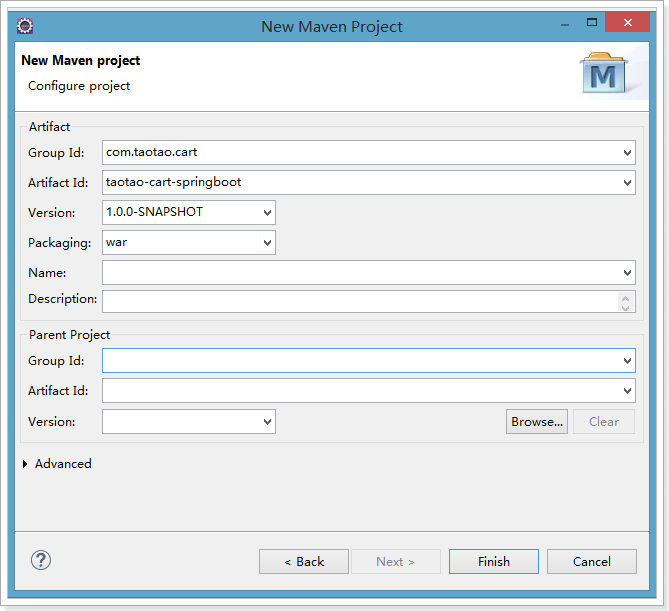 New Maven Project
New Maven project
Configure project
M
Artifact
Group Id: com.taotao.cart
Artifact Id: taotao-cart-springboot
Version: 1.0.0-SNAPSHOT
Packaging: war
Name:
Description:
Parent Project
Group Id:
Artifact Id:
Version: Browse... Clear
Advanced
? < Back Next > Finish Cancel